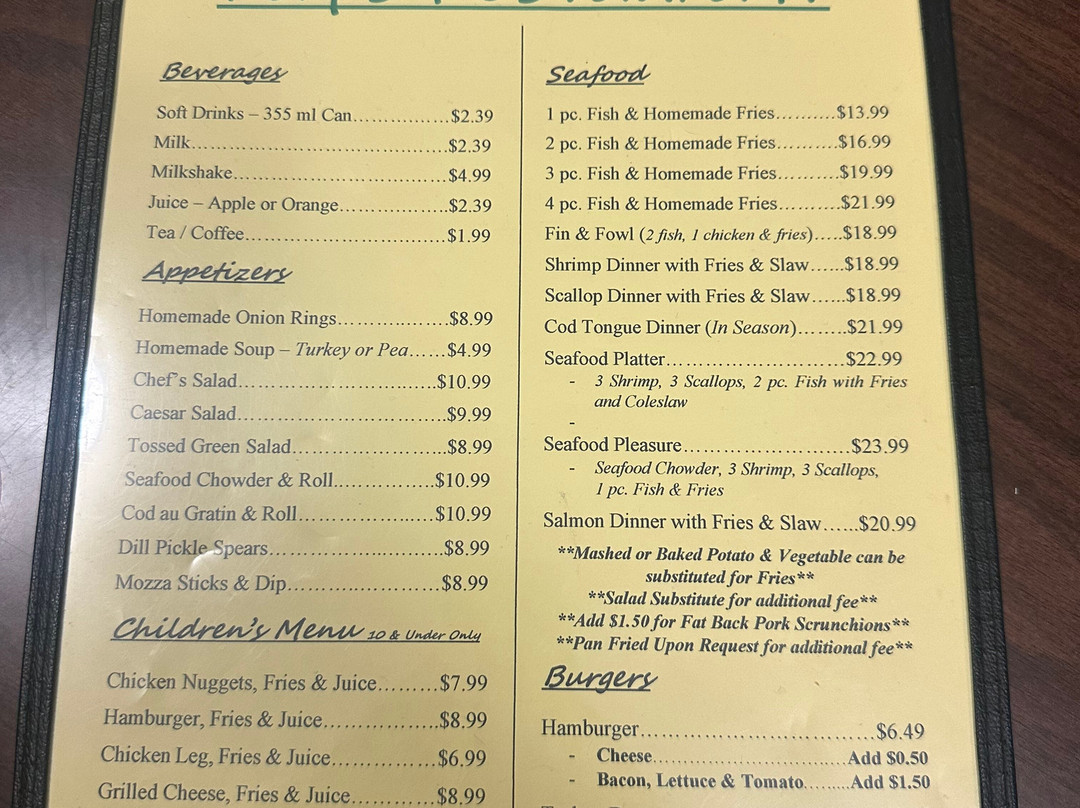 Beverages
Soft Drinks – 355 ml Can................$2.39
Milk............................................$2.39
Milkshake.....................................$4.99
Juice – Apple or Orange...................$2.39
Tea / Coffee...................................$1.99
Appetizers
Homemade Onion Rings...................$8.99
Homemade Soup – Turkey or Pea......$4.99
Chef's Salad..................................$10.99
Caesar Salad....................................$9.99
Tossed Green Salad..........................$8.99
Seafood Chowder & Roll.................$10.99
Cod au Gratin & Roll.......................$10.99
Dill Pickle Spears.............................$8.99
Mozza Sticks & Dip..........................$8.99
Children's Menu 10 & Under Only
Chicken Nuggets, Fries & Juice.........$7.99
Hamburger, Fries & Juice..................$8.99
Chicken Leg, Fries & Juice................$6.99
Grilled Cheese, Fries & Juice.............$8.99
Seafood
1 pc. Fish & Homemade Fries..........$13.99
2 pc. Fish & Homemade Fries..........$16.99
3 pc. Fish & Homemade Fries..........$19.99
4 pc. Fish & Homemade Fries..........$21.99
Fin & Fowl (2 fish, 1 chicken & fries).....$18.99
Shrimp Dinner with Fries & Slaw......$18.99
Scallop Dinner with Fries & Slaw......$18.99
Cod Tongue Dinner (In Season)........$21.99
Seafood Platter..............................$22.99
- 3 Shrimp, 3 Scallops, 2 pc. Fish with Fries
and Coleslaw
-
Seafood Pleasure............................$23.99
- Seafood Chowder, 3 Shrimp, 3 Scallops,
1 pc. Fish & Fries
Salmon Dinner with Fries & Slaw......$20.99
**Mashed or Baked Potato & Vegetable can be
substituted for Fries**
**Salad Substitute for additional fee**
**Add $1.50 for Fat Back Pork Scrunchions**
**Pan Fried Upon Request for additional fee**
Burgers
Hamburger.......................................$6.49
- Cheese................................Add $0.50
- Bacon, Lettuce & Tomato.........Add $1.50